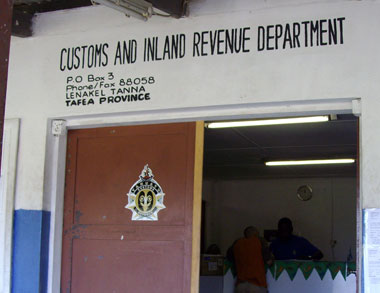 CUSTOMS AND INLAND REVENUE DEPARTMENT
P.O Box 3
Phone/Fax 88058
LENAKEL TANNA
TAFEA PROVINCE